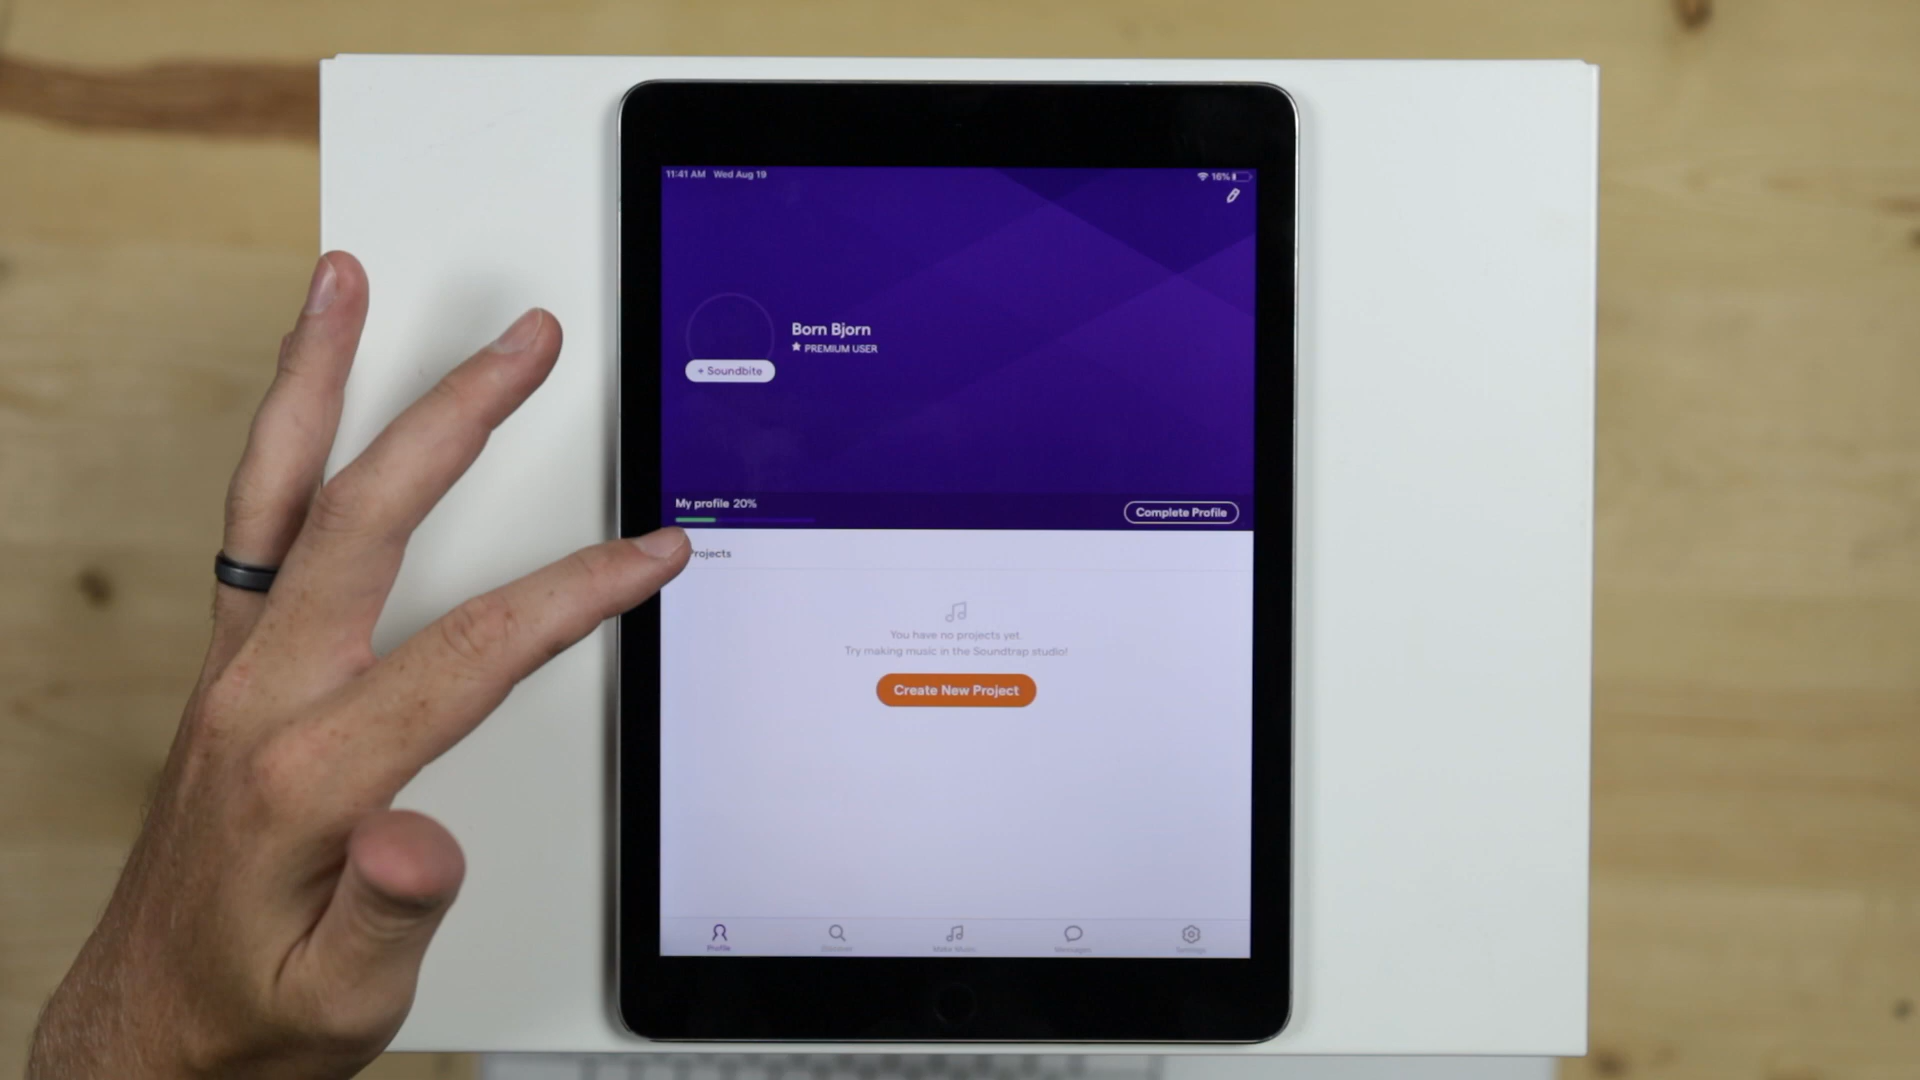 11:41 AM Wed Aug 19
16%
Born Bjorn
PREMIUM USER
+ Soundbite
My profile 20%
Complete Profile
Projects
You have no projects yet.
Try making music in the Soundtrap studio!
Create New Project
Profile
Discover
Make Music
Messages
Settings